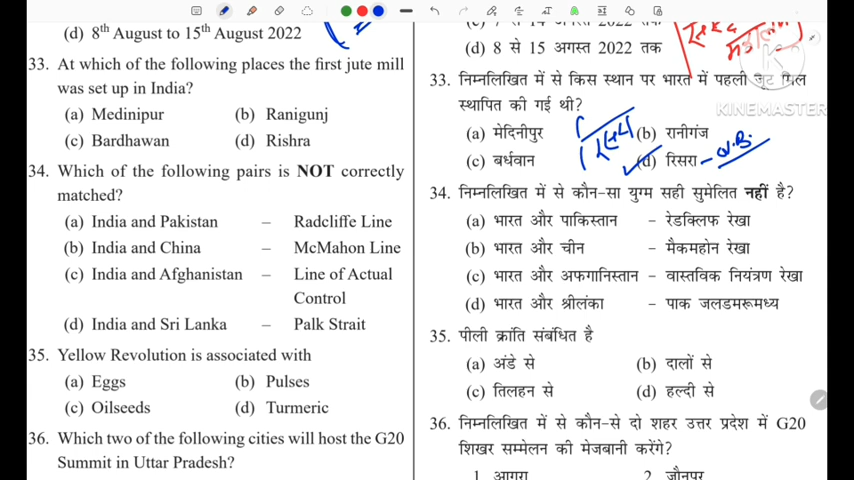 (d) 8th August to 15th August 2022
33. At which of the following places the first jute mill
was set up in India?
(a) Medinipur (b) Ranigunj
(c) Bardhawan (d) Rishra
34. Which of the following pairs is NOT correctly
matched?
(a) India and Pakistan – Radcliffe Line
(b) India and China – McMahon Line
(c) India and Afghanistan – Line of Actual
Control
(d) India and Sri Lanka – Palk Strait
35. Yellow Revolution is associated with
(a) Eggs (b) Pulses
(c) Oilseeds (d) Turmeric
36. Which two of the following cities will host the G20
Summit in Uttar Pradesh?
(d) 8 से 15 अगस्त 2022 तक
33. निम्नलिखित में से किस स्थान पर भारत में पहली जूट मिल
स्थापित की गई थी?
(a) मेदिनीपुर (b) रानीगंज
(c) बर्धवान (d) रिसरा
34. निम्नलिखित में से कौन-सा युग्म सही सुमेलित नहीं है?
(a) भारत और पाकिस्तान – रेडक्लिफ रेखा
(b) भारत और चीन – मैकमहोन रेखा
(c) भारत और अफगानिस्तान – वास्तविक नियंत्रण रेखा
(d) भारत और श्रीलंका – पाक जलडमरूमध्य
35. पीली क्रांति संबंधित है
(a) अंडे से (b) दालों से
(c) तिलहन से (d) हल्दी से
36. निम्नलिखित में से कौन-से दो शहर उत्तर प्रदेश में G20
शिखर सम्मेलन की मेजबानी करेंगे?
1. आगरा 2. जौनपुर
KINEMASTER